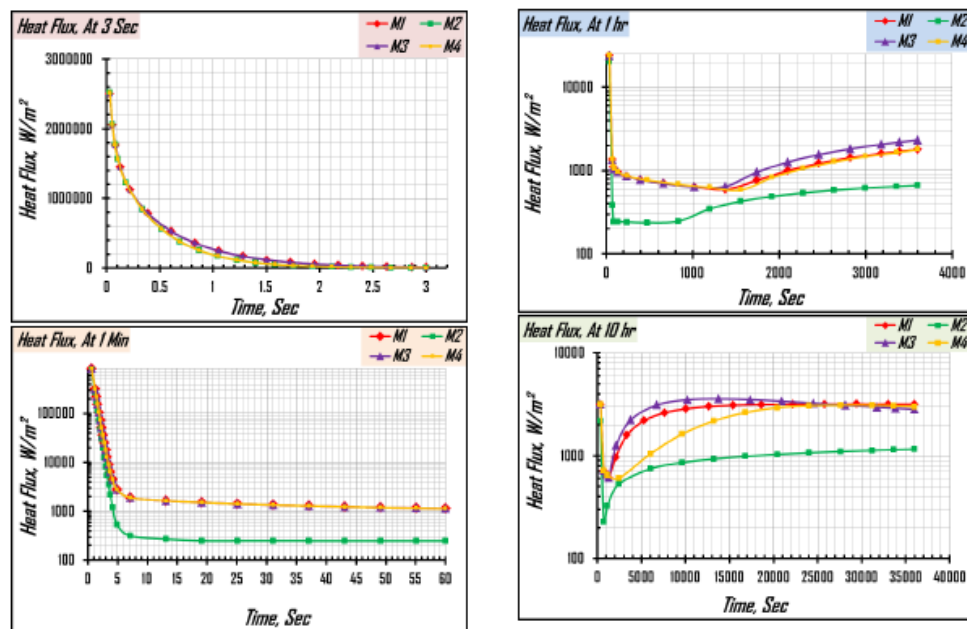 Heat Flux, At 3 Sec
M1 M2
M3 M4
Heat Flux, W/m²
3000000
2000000
1000000
0
0 0.5 1 1.5 2 2.5 3
Time, Sec
Heat Flux, At 1 hr
M1 M2
M3 M4
Heat Flux, W/m²
10000
1000
100
0 1000 2000 3000 4000
Time, Sec
Heat Flux, At 1 Min
M1 M2
M3 M4
Heat Flux, W/m²
100000
10000
1000
100
0 5 10 15 20 25 30 35 40 45 50 55 60
Time, Sec
Heat Flux, At 10 hr
M1 M2
M3 M4
Heat Flux, W/m²
10000
1000
100
0 5000 10000 15000 20000 25000 30000 35000 40000
Time, Sec